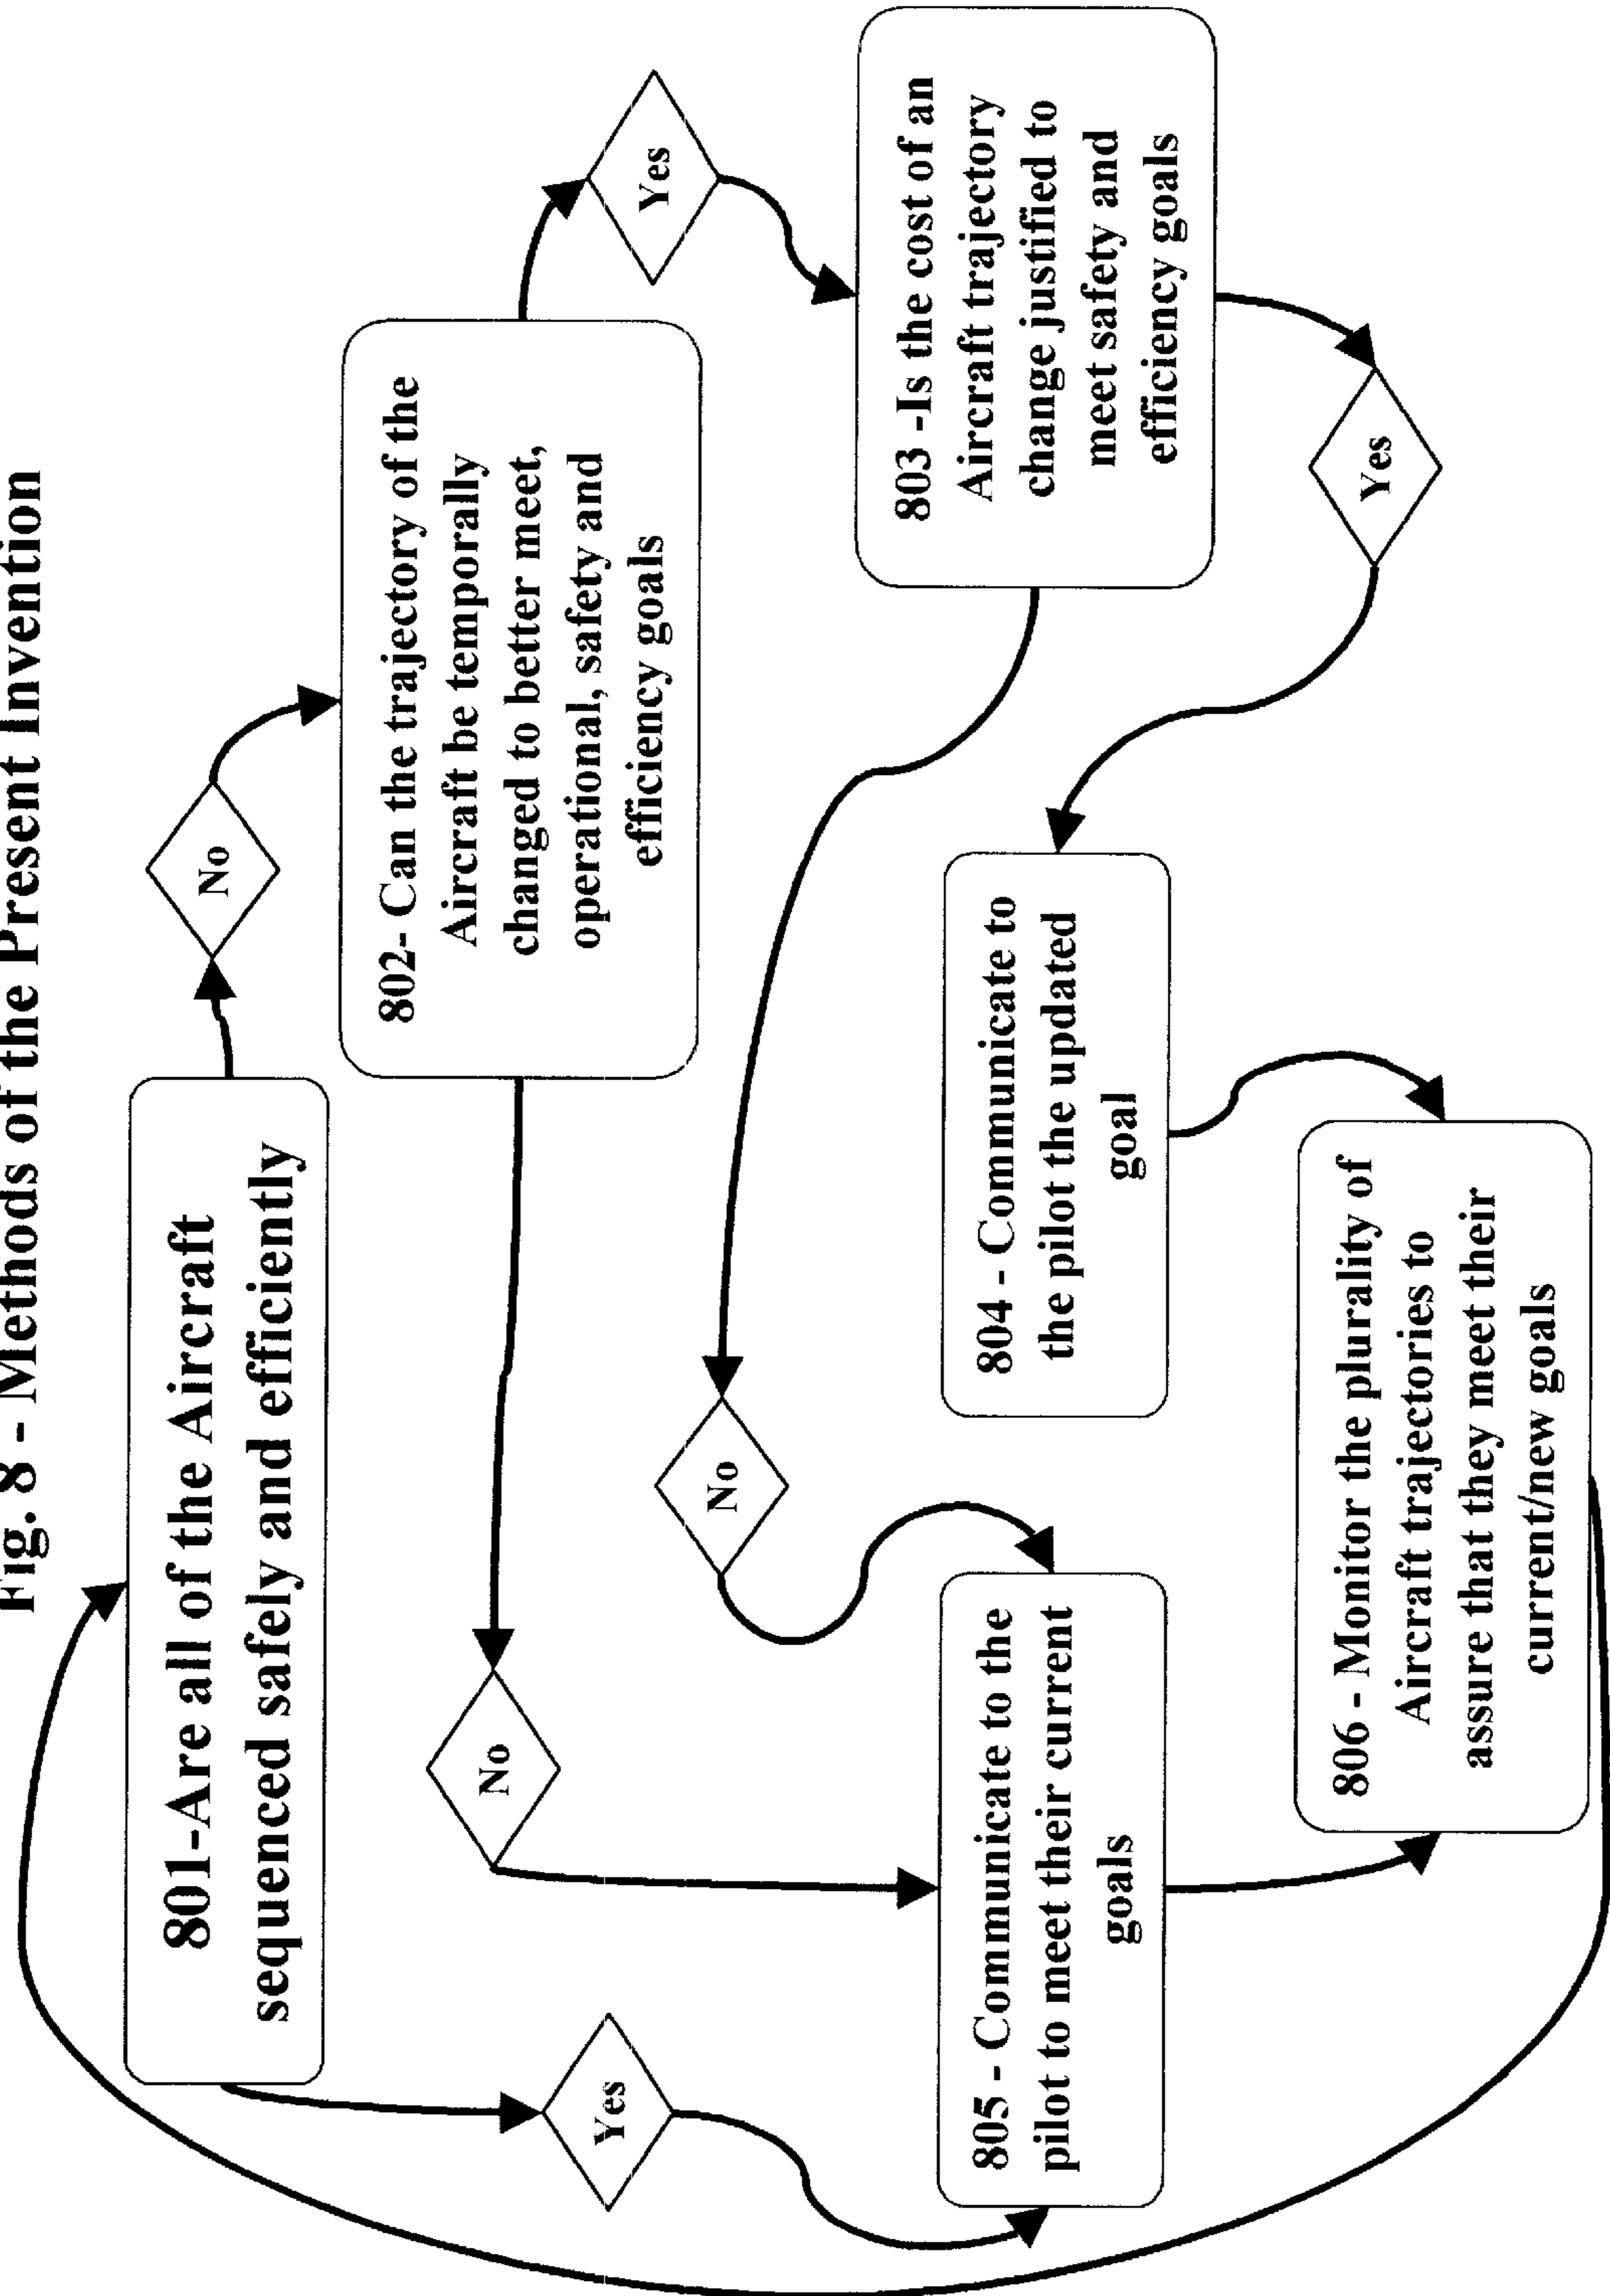 Fig. 8 - Methods of the Present Invention
801-Are all of the Aircraft
sequenced safely and efficiently
No
Yes
802- Can the trajectory of the
Aircraft be temporally
changed to better meet,
operational, safety and
efficiency goals
Yes
No
803 -Is the cost of an
Aircraft trajectory
change justified to
meet safety and
efficiency goals
No
Yes
804 - Communicate to
the pilot the updated
goal
805 - Communicate to the
pilot to meet their current
goals
806 - Monitor the plurality of
Aircraft trajectories to
assure that they meet their
current/new goals